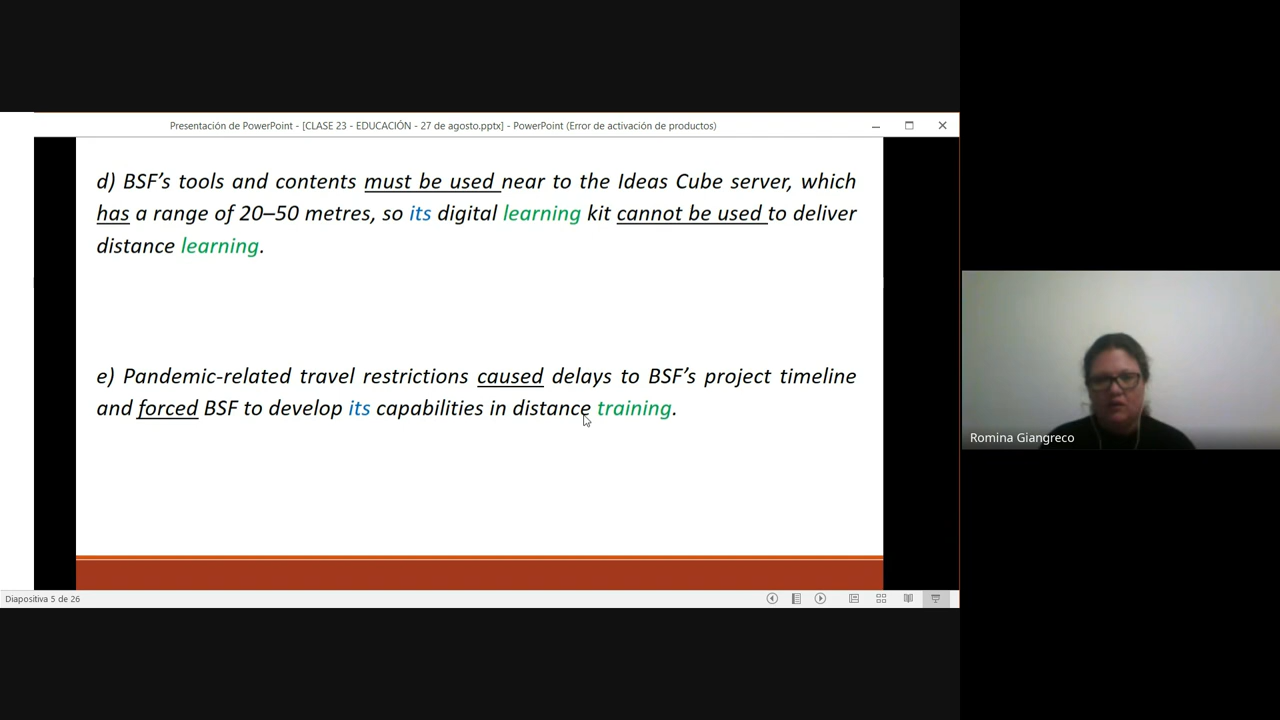 Presentación de PowerPoint - [CLASE 23 - EDUCACIÓN - 27 de agosto.pptx] - PowerPoint (Error de activación de productos)
d) BSF's tools and contents must be used near to the Ideas Cube server, which
has a range of 20–50 metres, so its digital learning kit cannot be used to deliver
distance learning.
e) Pandemic-related travel restrictions caused delays to BSF's project timeline
and forced BSF to develop its capabilities in distance training.
Romina Giangreco
Diapositiva 5 de 26